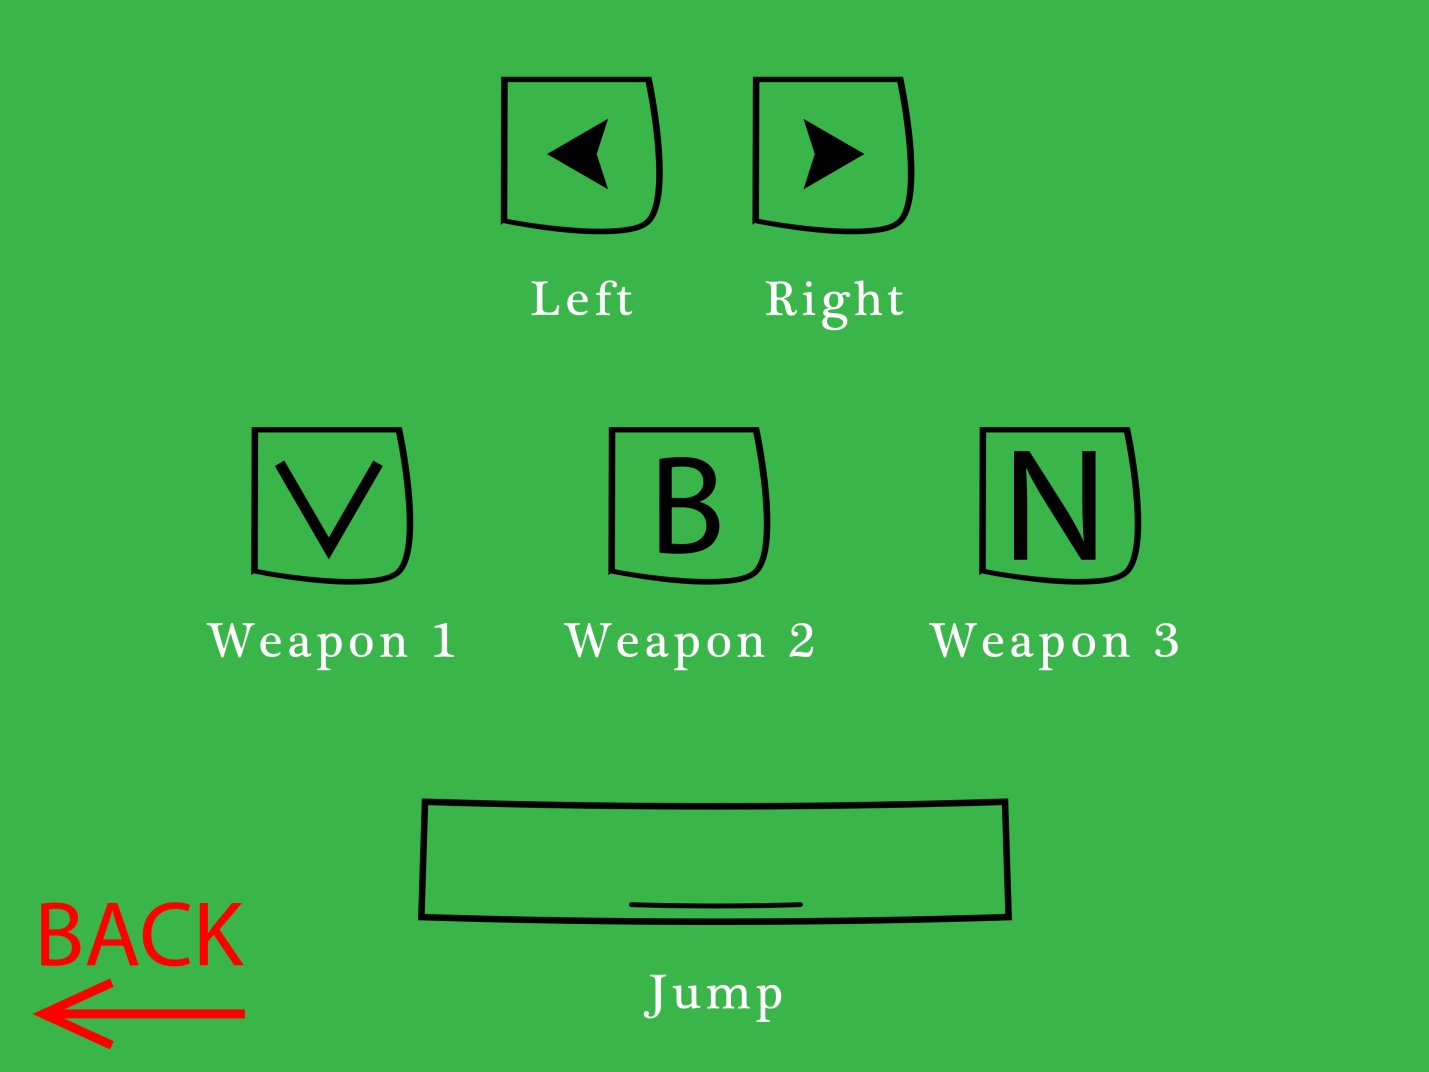 Left Right
V B N
Weapon 1 Weapon 2 Weapon 3
BACK
Jump